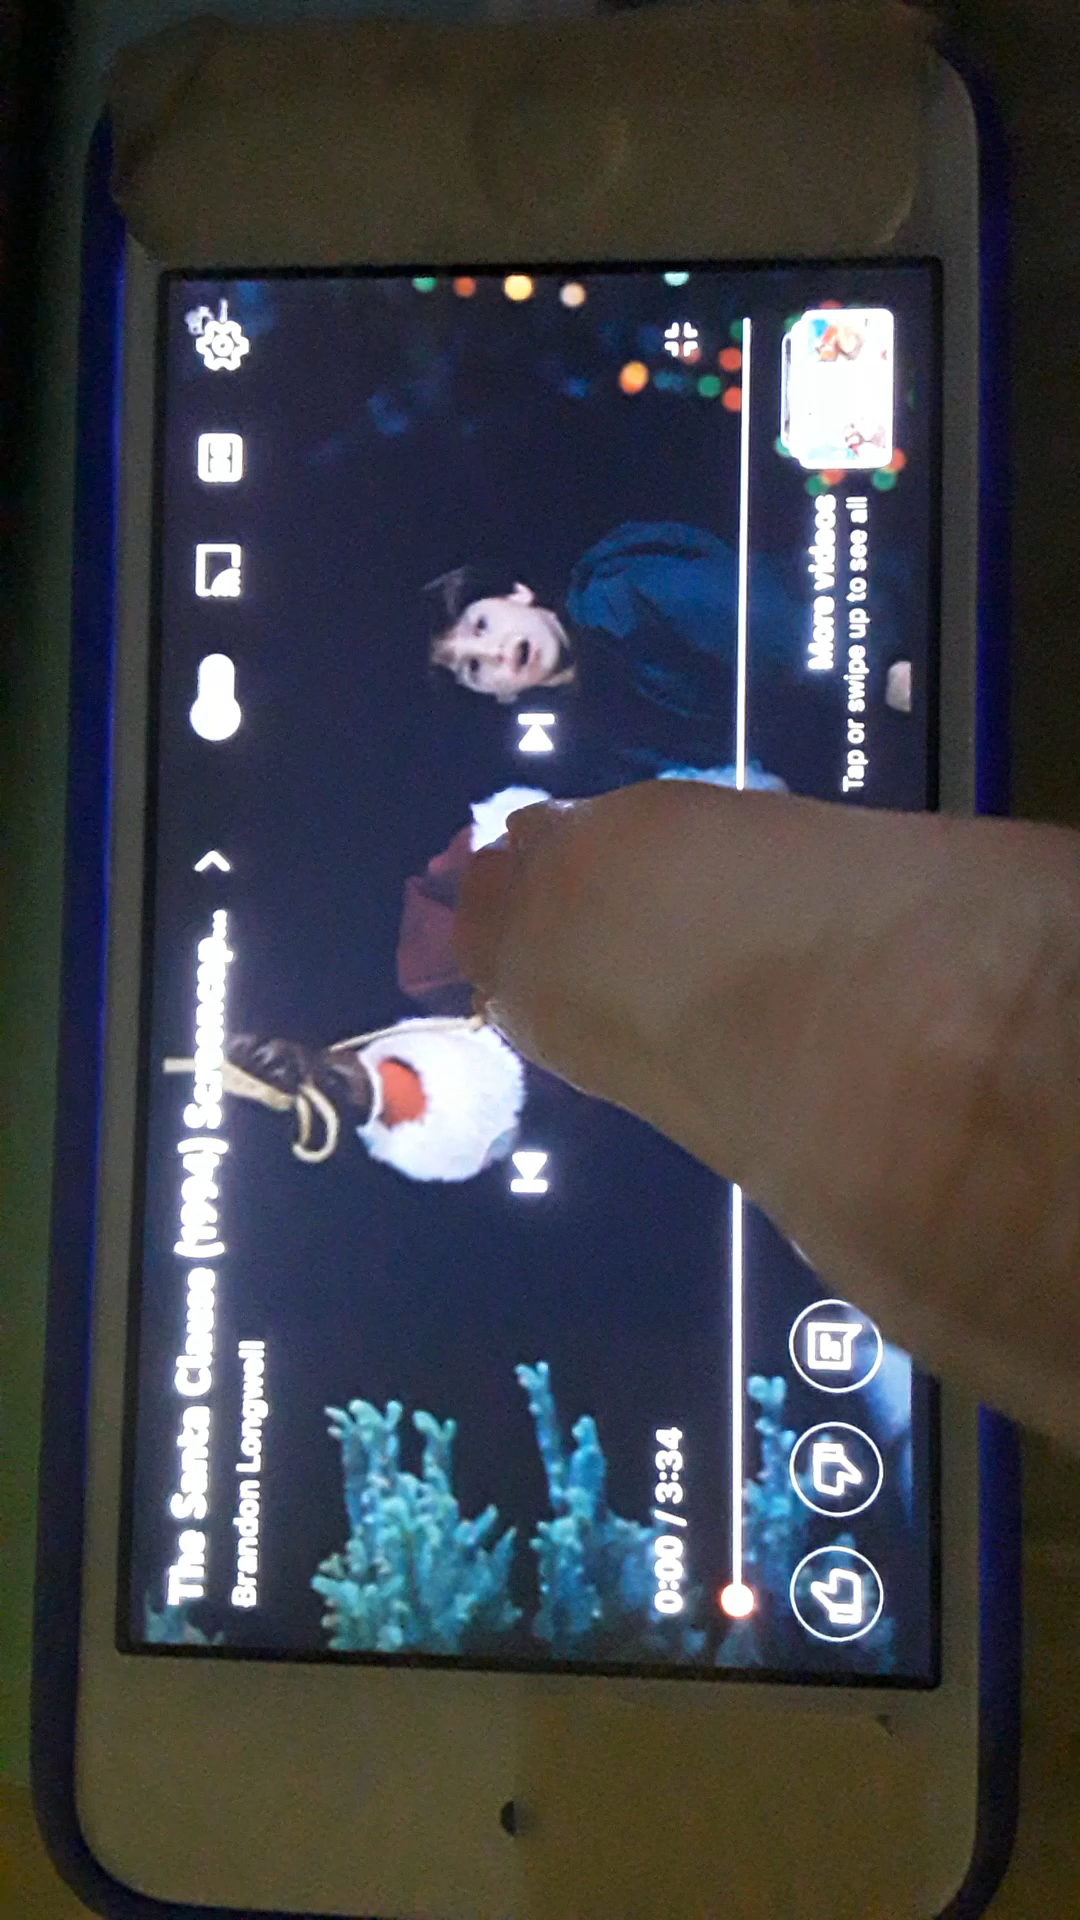 The Santa Clause (1994) Screencap...
Brandon Longwell
0:00 / 3:34
More videos
Tap or swipe up to see all